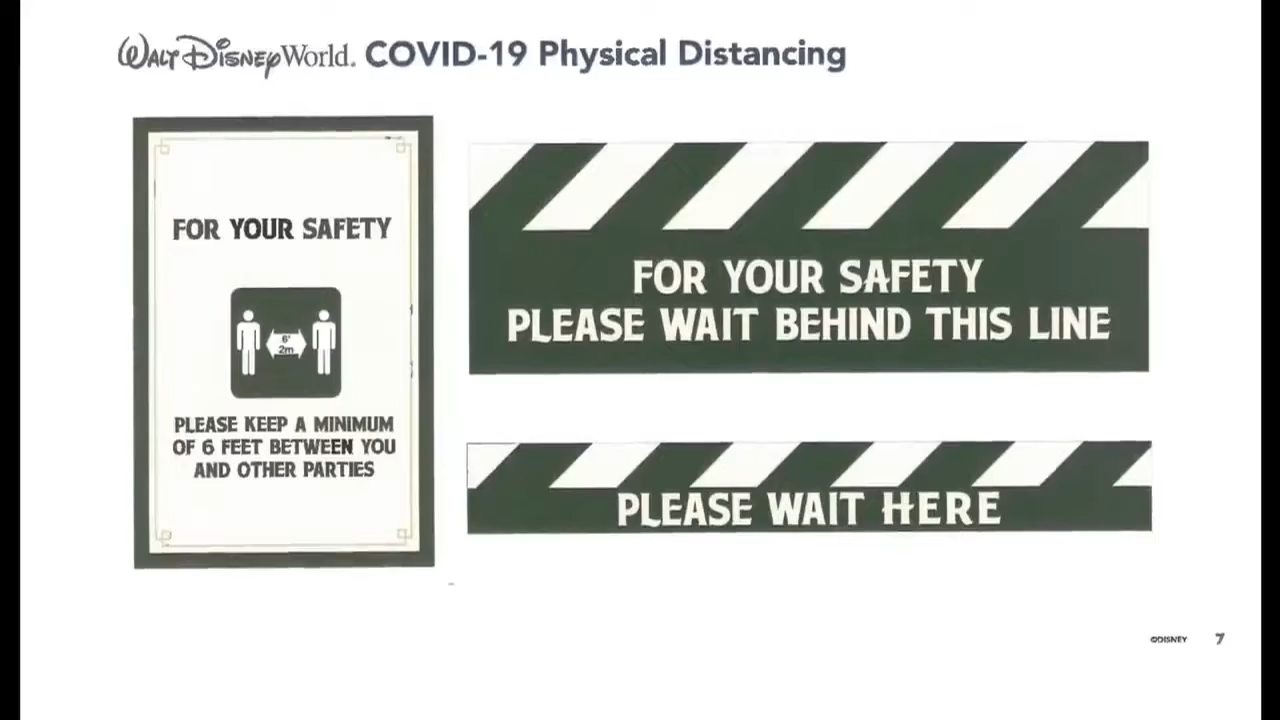 WALT DISNEY World. COVID-19 Physical Distancing
FOR YOUR SAFETY
6'
2m
PLEASE KEEP A MINIMUM
OF 6 FEET BETWEEN YOU
AND OTHER PARTIES
FOR YOUR SAFETY
PLEASE WAIT BEHIND THIS LINE
PLEASE WAIT HERE
©DISNEY 7